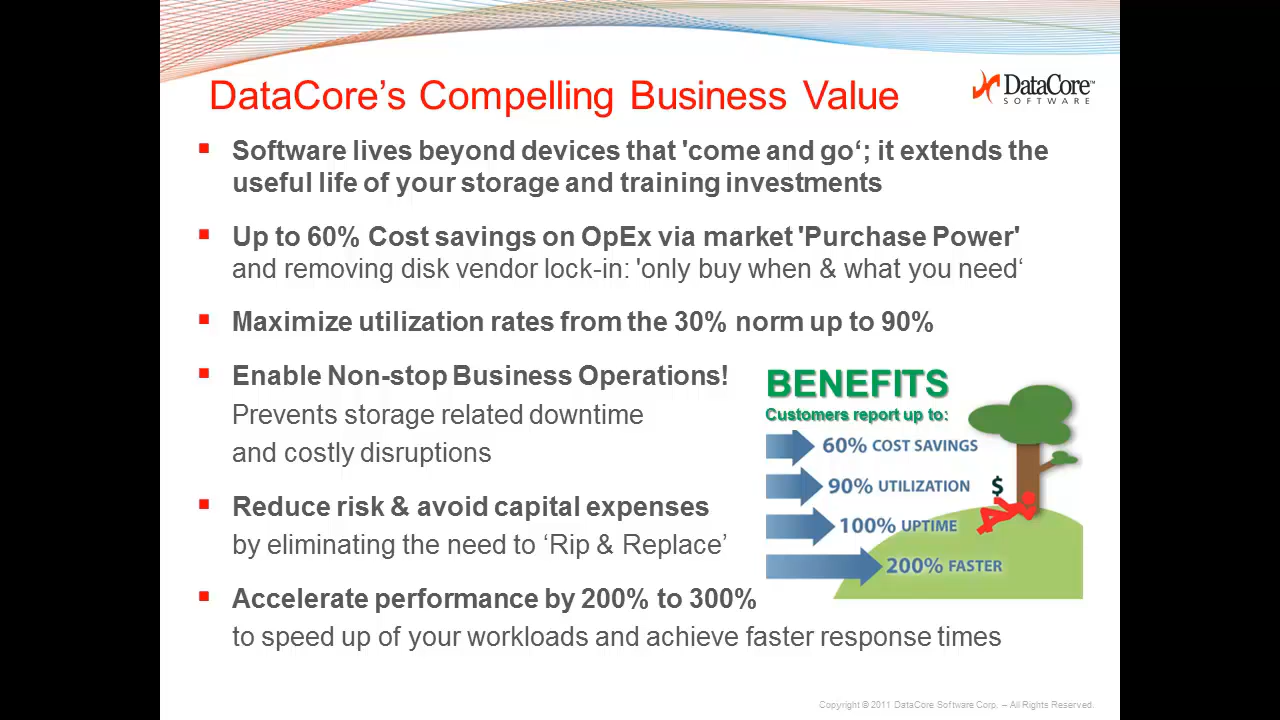 DataCore’s Compelling Business Value
DataCore™
SOFTWARE
Software lives beyond devices that 'come and go‘; it extends the
useful life of your storage and training investments
Up to 60% Cost savings on OpEx via market 'Purchase Power'
and removing disk vendor lock-in: 'only buy when & what you need‘
Maximize utilization rates from the 30% norm up to 90%
Enable Non-stop Business Operations!
Prevents storage related downtime
and costly disruptions
Reduce risk & avoid capital expenses
by eliminating the need to ‘Rip & Replace’
Accelerate performance by 200% to 300%
to speed up of your workloads and achieve faster response times
BENEFITS
Customers report up to:
60% COST SAVINGS
90% UTILIZATION
$
100% UPTIME
200% FASTER
Copyright © 2011 DataCore Software Corp. – All Rights Reserved.